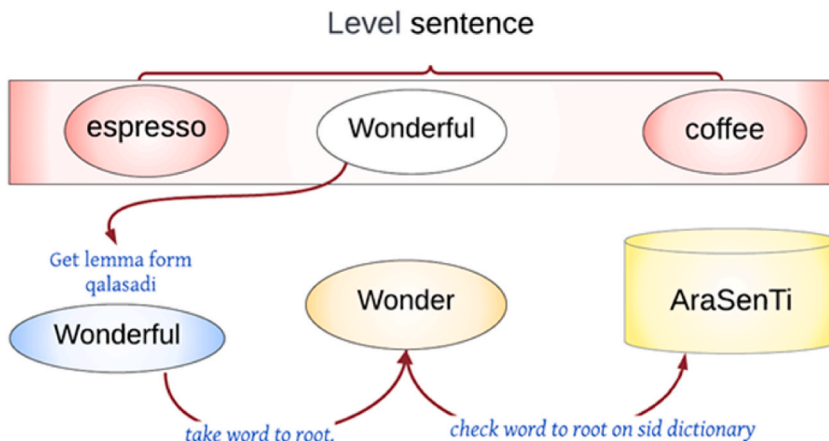 Level sentence
espresso
Wonderful
coffee
Get lemma form
qalasadi
Wonderful
Wonder
AraSenTi
take word to root.
check word to root on sid dictionary